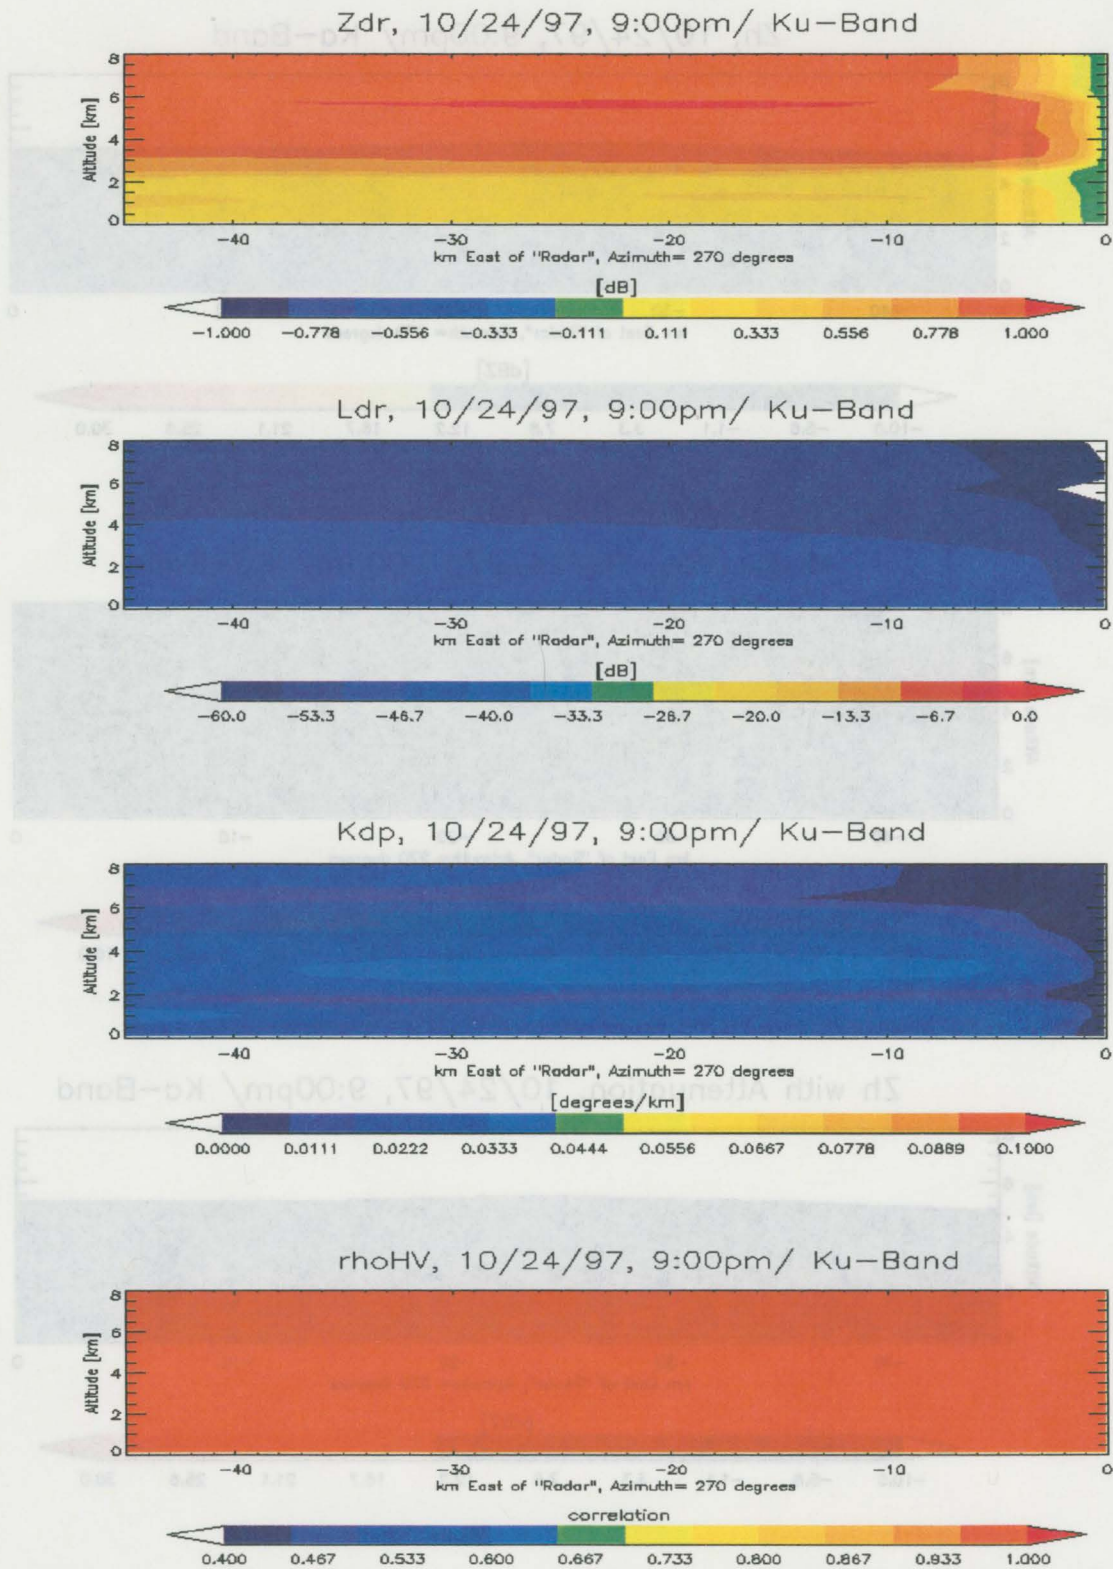 Zdr, 10/24/97, 9:00pm/ Ku-Band
8
6
4
2
0
Altitude [km]
-40 -30 -20 -10 0
km East of "Radar", Azimuth= 270 degrees
[dB]
-1.000 -0.778 -0.556 -0.333 -0.111 0.111 0.333 0.556 0.778 1.000
Ldr, 10/24/97, 9:00pm/ Ku-Band
8
6
4
2
0
Altitude [km]
-40 -30 -20 -10 0
km East of "Radar", Azimuth= 270 degrees
[dB]
-60.0 -53.3 -46.7 -40.0 -33.3 -26.7 -20.0 -13.3 -6.7 0.0
Kdp, 10/24/97, 9:00pm/ Ku-Band
8
6
4
2
0
Altitude [km]
-40 -30 -20 -10 0
km East of "Radar", Azimuth= 270 degrees
[degrees/km]
0.0000 0.0111 0.0222 0.0333 0.0444 0.0556 0.0667 0.0778 0.0889 0.1000
Zh with Attenuation, 10/24/97, 9:00pm/ Ka-Band
rhoHV, 10/24/97, 9:00pm/ Ku-Band
8
6
4
2
0
Altitude [km]
-40 -30 -20 -10 0
km East of "Radar", Azimuth= 270 degrees
correlation
0.400 0.467 0.533 0.600 0.667 0.733 0.800 0.867 0.933 1.000